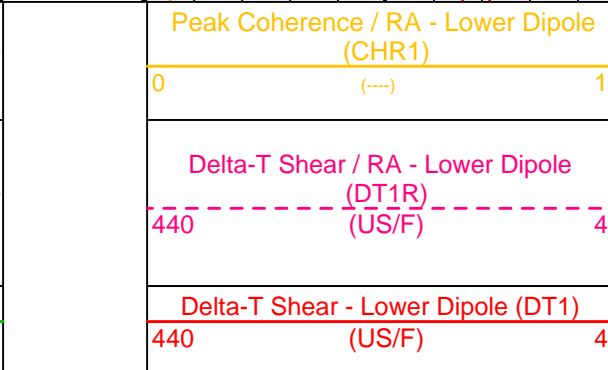 Peak Coherence / RA - Lower Dipole
(CHR1)
0 (----) 1
Delta-T Shear / RA - Lower Dipole
(DT1R)
440 (US/F) 4
Delta-T Shear - Lower Dipole (DT1)
440 (US/F) 4